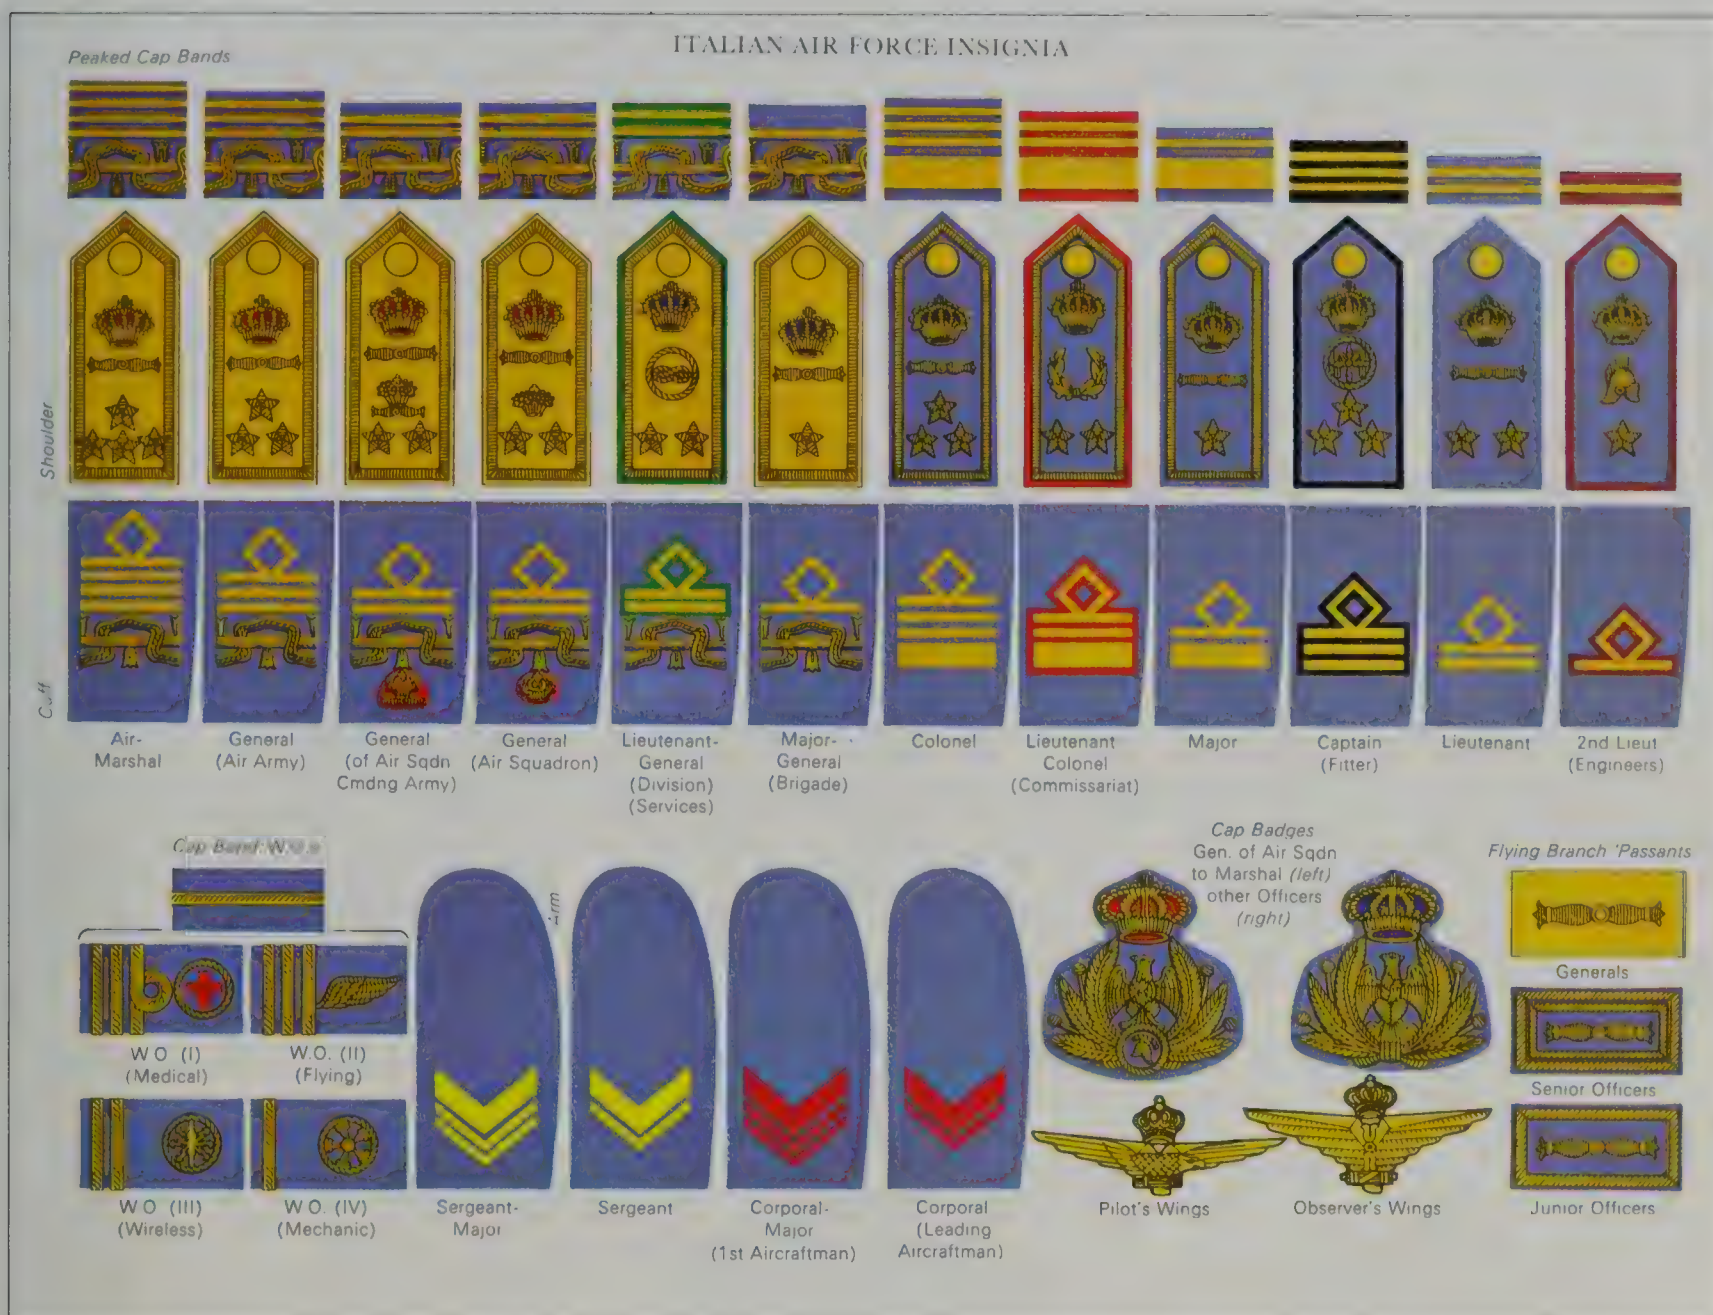 ITALIAN AIR FORCE INSIGNIA
Peaked Cap Bands
Shoulder
Cuff
Air-
Marshal
General
(Air Army)
General
(of Air Sqdn
Cmdng Army)
General
(Air Squadron)
Lieutenant-
General
(Division)
(Services)
Major-
General
(Brigade)
Colonel
Lieutenant
Colonel
(Commissariat)
Major
Captain
(Fitter)
Lieutenant
2nd Lieut
(Engineers)
Cap Band: W.O.s
W O (I)
(Medical)
W.O. (II)
(Flying)
W O (III)
(Wireless)
W O. (IV)
(Mechanic)
Arm
Sergeant-
Major
Sergeant
Corporal-
Major
(1st Aircraftman)
Corporal
(Leading
Aircraftman)
Cap Badges
Gen. of Air Sqdn
to Marshal (left)
other Officers
(right)
Pilot's Wings
Observer's Wings
Flying Branch 'Passants
Generals
Senior Officers
Junior Officers